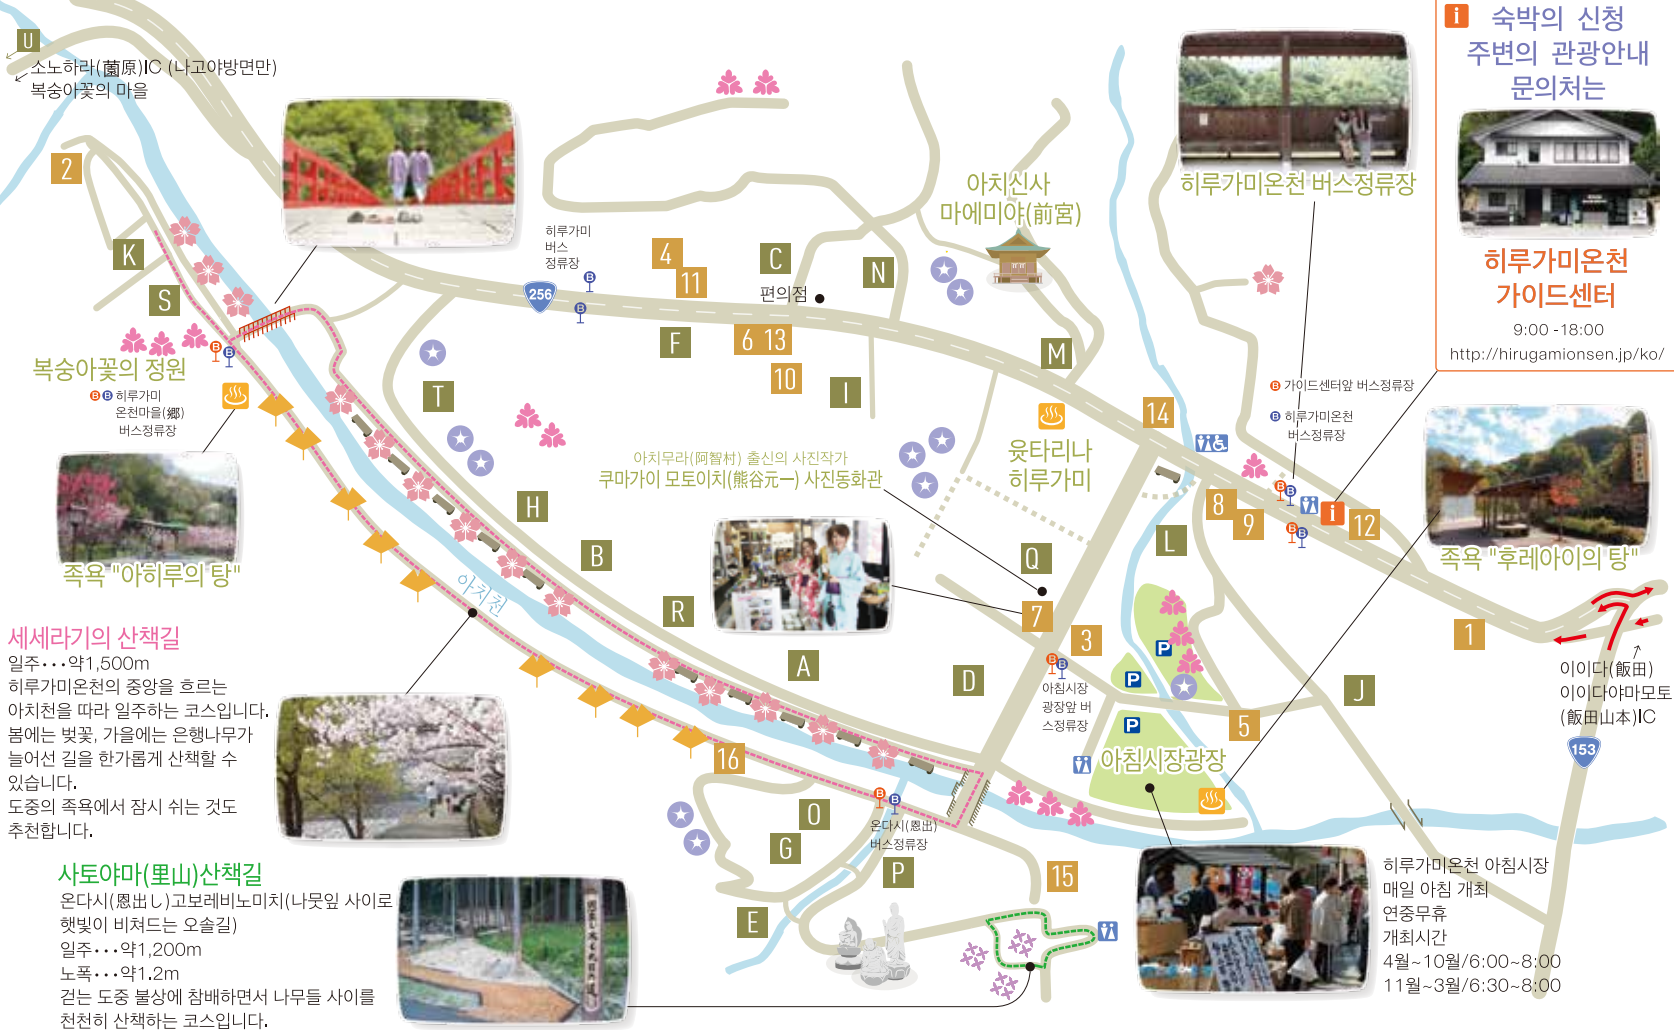 U
소노하라(薗原)IC (나고야방면만)
복숭아꽃의 마을
2
K
S
복숭아꽃의 정원
B B 히루가미
온천마을(鄕)
버스정류장
족욕 "아히루의 탕"
세세라기의 산책길
일주･･･약1,500m
히루가미온천의 중앙을 흐르는
아치천을 따라 일주하는 코스입니다.
봄에는 벚꽃, 가을에는 은행나무가
늘어선 길을 한가롭게 산책할 수
있습니다.
도중의 족욕에서 잠시 쉬는 것도
추천합니다.
사토야마(里山)산책길
온다시(恩出し)고보레비노미치(나뭇잎 사이로
햇빛이 비쳐드는 오솔길)
일주･･･약1,200m
노폭･･･약1.2m
걷는 도중 불상에 참배하면서 나무들 사이를
천천히 산책하는 코스입니다.
히루가미
버스
정류장
256
4
11
C
편의점
N
F
6 13
10
I
T
H
B
R
A
D
아치천
아치신사
마에미야(前宮)
M
14
윳타리나
히루가미
아치무라(阿智村) 출신의 사진작가
쿠마가이 모토이치(熊谷元一) 사진동화관
Q
7
3
L
8
9
12
아침시장
광장앞 버
스정류장
P
P
P
아침시장광장
5
J
1
16
O
G
E
P
15
온다시(恩出)
버스정류장
히루가미온천 버스정류장
B 가이드센터앞 버스정류장
B 히루가미온천
버스정류장
i 숙박의 신청
주변의 관광안내
문의처는
히루가미온천
가이드센터
9:00 -18:00
http://hirugamionsen.jp/ko/
족욕 "후레아이의 탕"
이이다(飯田)
이이다야마모토
(飯田山本)IC
153
히루가미온천 아침시장
매일 아침 개최
연중무휴
개최시간
4월~10월/6:00~8:00
11월~3월/6:30~8:00